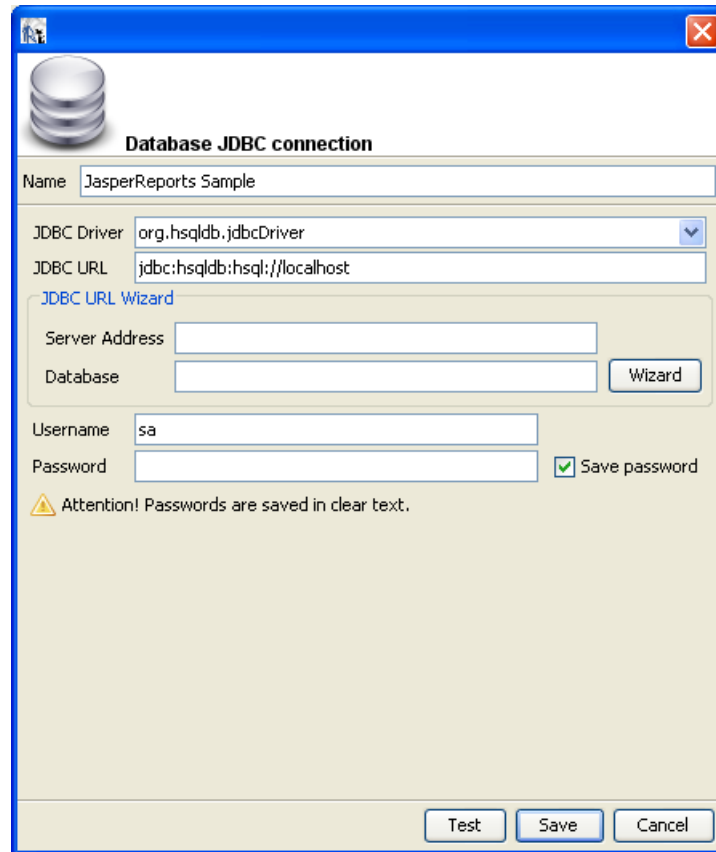 Database JDBC connection
Name JasperReports Sample
JDBC Driver org.hsqldb.jdbcDriver
JDBC URL jdbc:hsqldb:hsql://localhost
JDBC URL Wizard
Server Address
Database Wizard
Username sa
Password Save password
Attention! Passwords are saved in clear text.
Test Save Cancel